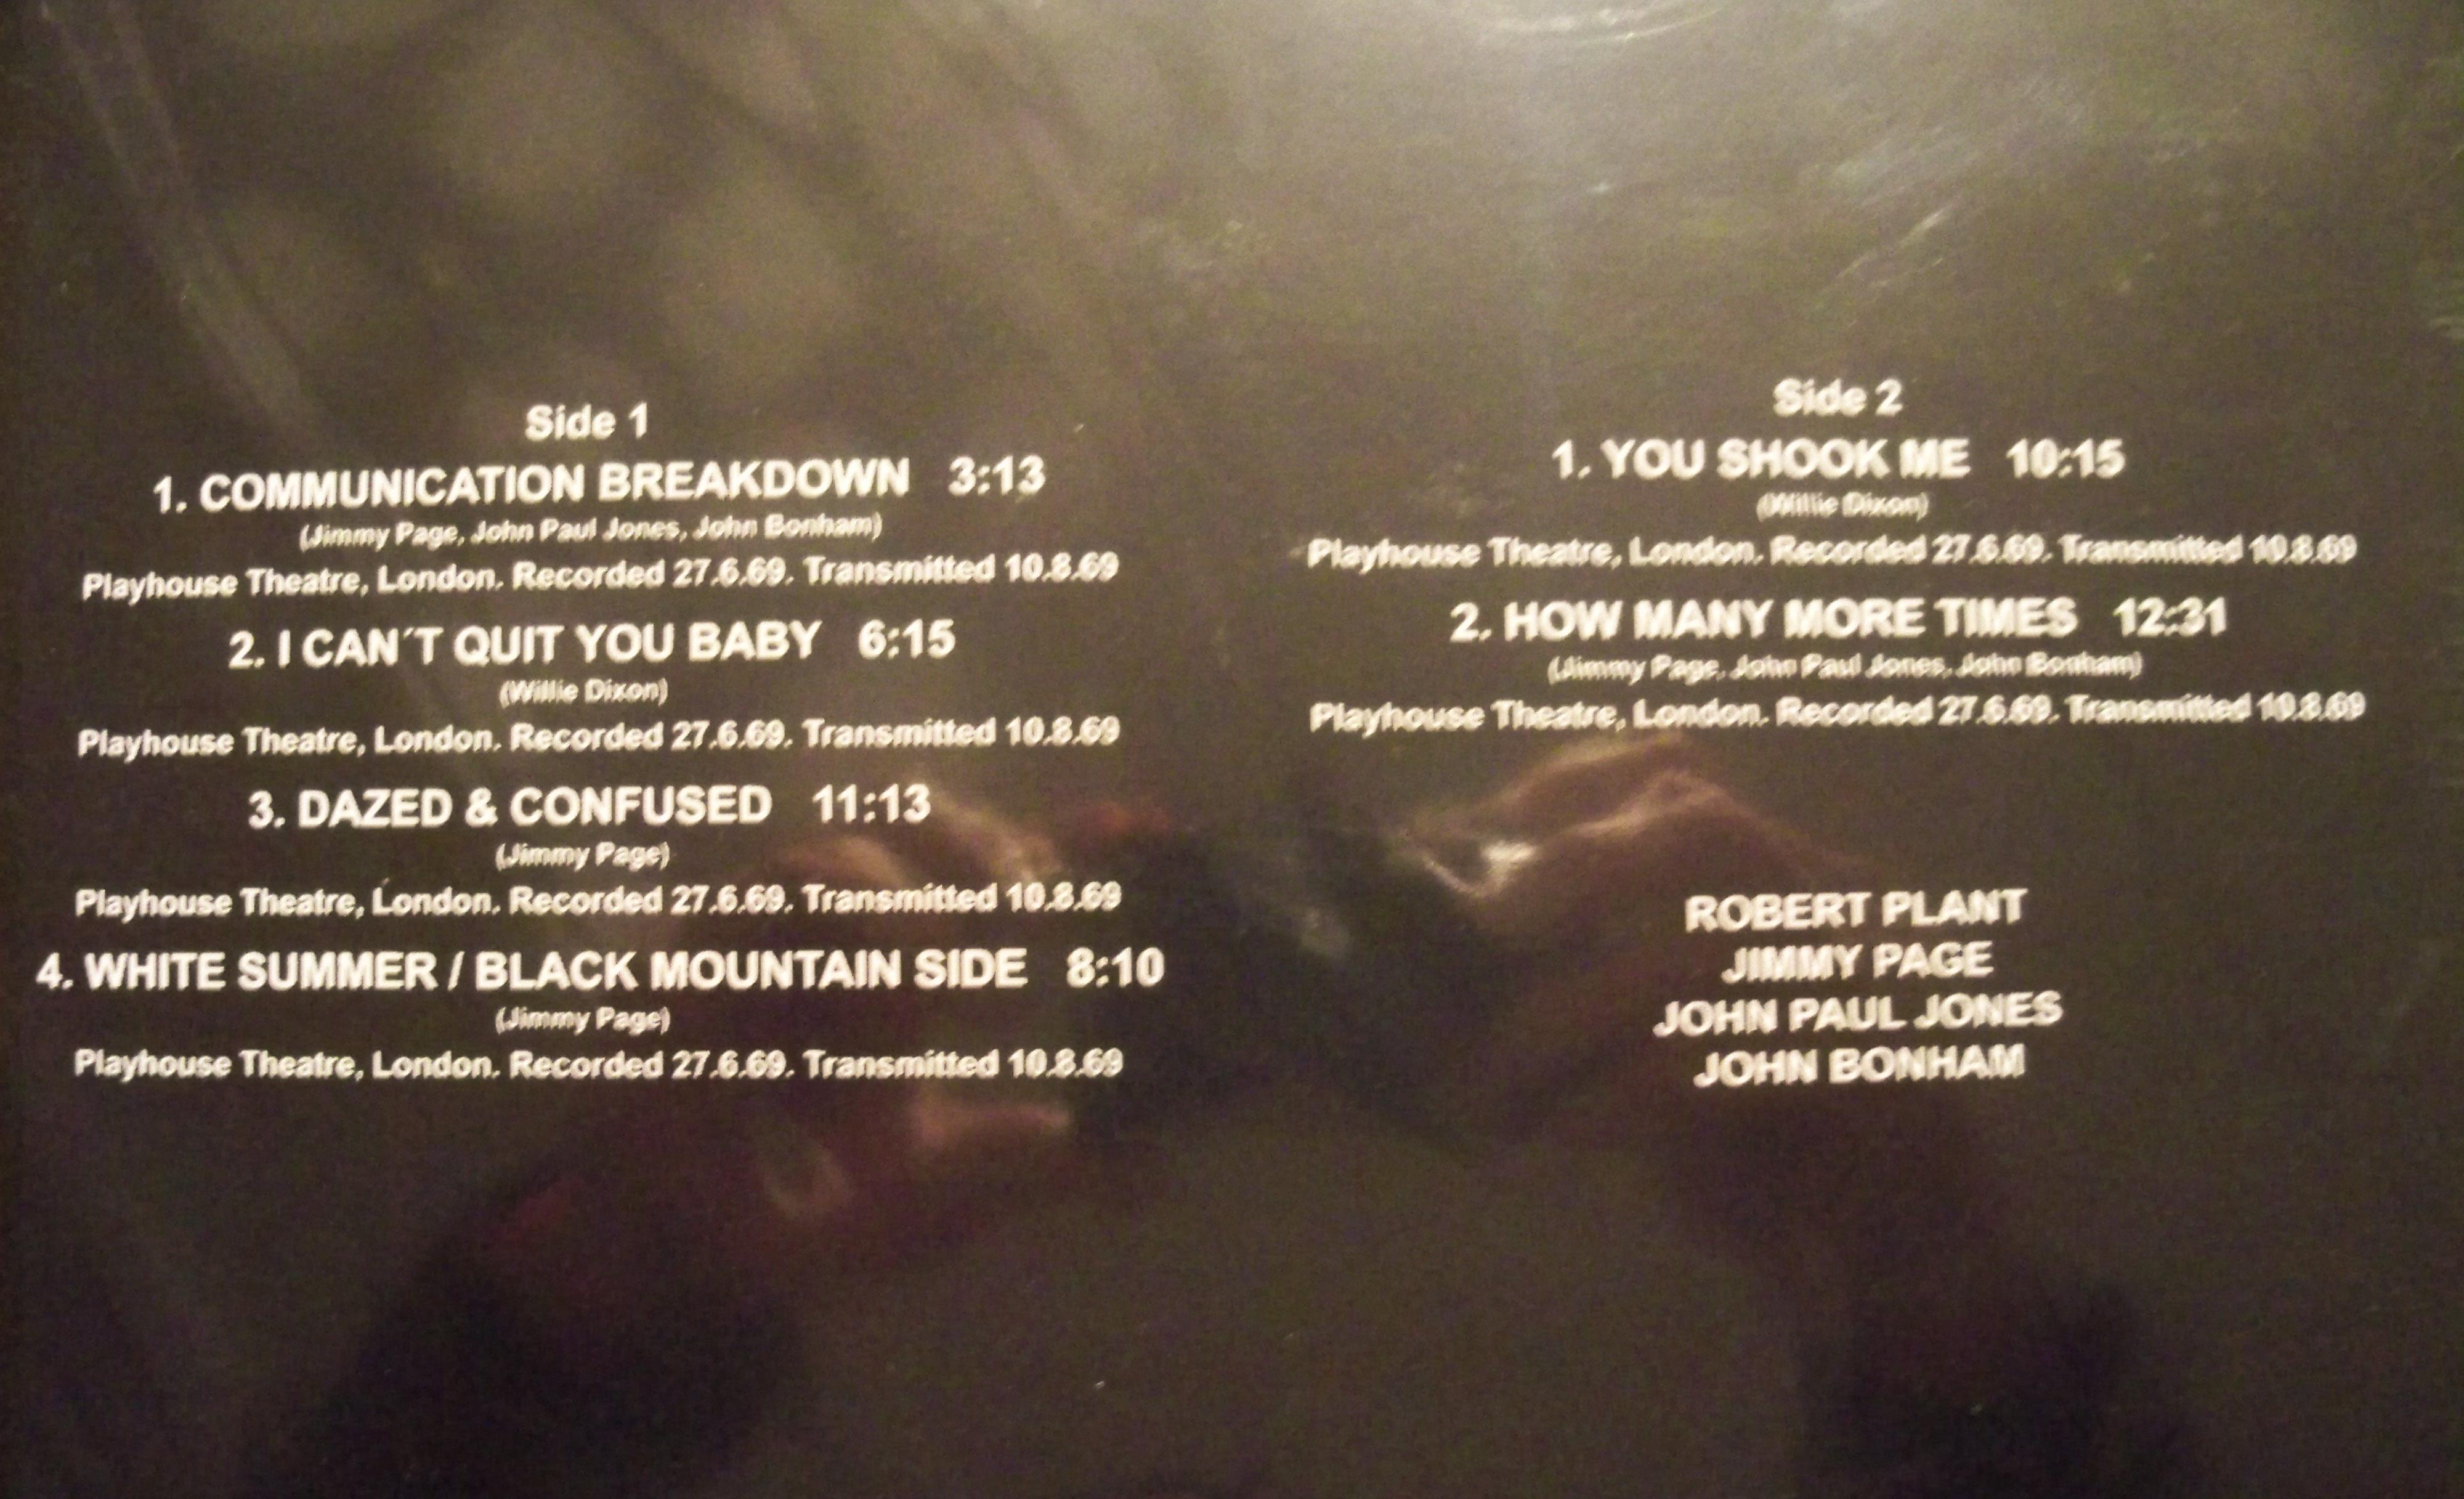 Side 1
1. COMMUNICATION BREAKDOWN 3:13
(Jimmy Page, John Paul Jones, John Bonham)
Playhouse Theatre, London. Recorded 27.6.69. Transmitted 10.8.69
2. I CAN´T QUIT YOU BABY 6:15
(Willie Dixon)
Playhouse Theatre, London. Recorded 27.6.69. Transmitted 10.8.69
3. DAZED & CONFUSED 11:13
(Jimmy Page)
Playhouse Theatre, London. Recorded 27.6.69. Transmitted 10.8.69
4. WHITE SUMMER / BLACK MOUNTAIN SIDE 8:10
(Jimmy Page)
Playhouse Theatre, London. Recorded 27.6.69. Transmitted 10.8.69
Side 2
1. YOU SHOOK ME 10:15
(Willie Dixon)
Playhouse Theatre, London. Recorded 27.6.69. Transmitted 10.8.69
2. HOW MANY MORE TIMES 12:31
(Jimmy Page, John Paul Jones, John Bonham)
Playhouse Theatre, London. Recorded 27.6.69. Transmitted 10.8.69
ROBERT PLANT
JIMMY PAGE
JOHN PAUL JONES
JOHN BONHAM